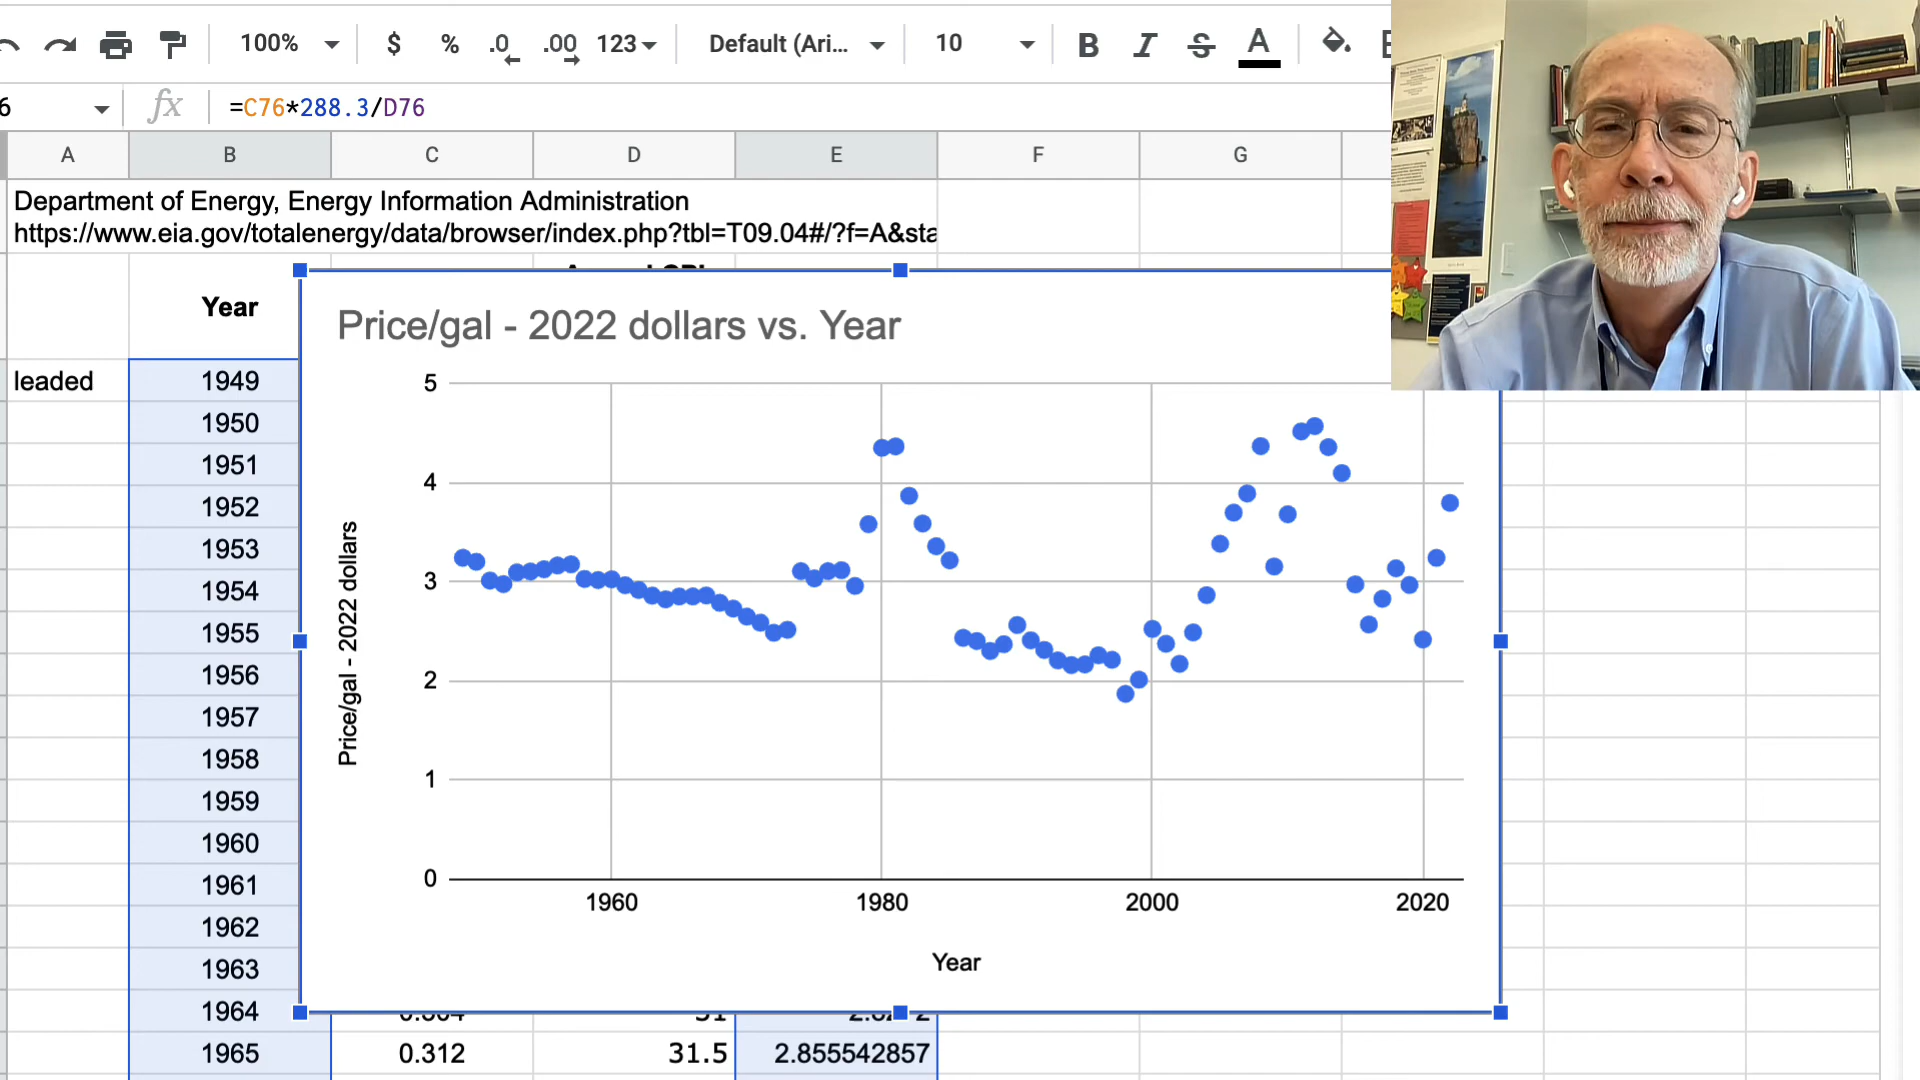 100% $ % .0 .00 123 Default (Ari... 10 B I S A
6 fx =C76*288.3/D76
A B C D E F G
Department of Energy, Energy Information Administration
https://www.eia.gov/totalenergy/data/browser/index.php?tbl=T09.04#/?f=A&sta
Year
Price/gal - 2022 dollars vs. Year
leaded 1949
1950
1951
1952
1953
1954
1955
1956
1957
1958
1959
1960
1961
1962
1963
1964
1965 0.312 31.5 2.855542857
5
4
3
2
1
0
Price/gal - 2022 dollars
1960 1980 2000 2020
Year